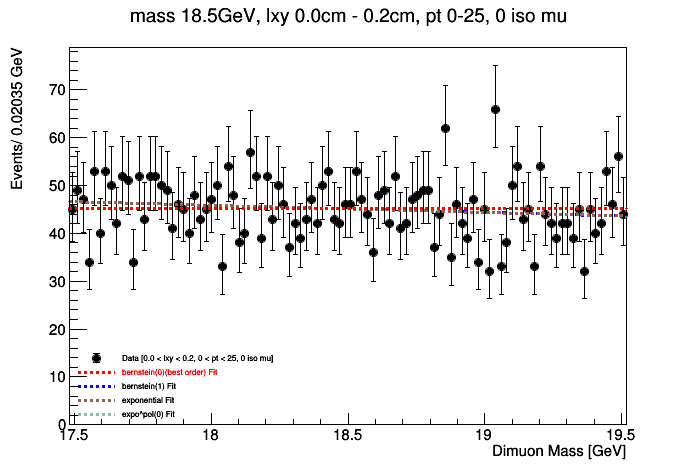 mass 18.5GeV, lxy 0.0cm - 0.2cm, pt 0-25, 0 iso mu
Events/ 0.02035 GeV
70
60
50
40
30
20
10
0
Data [0.0 < lxy < 0.2, 0 < pt < 25, 0 iso mu]
bernstein(0)(best order) Fit
bernstein(1) Fit
exponential Fit
expo*pol(0) Fit
17.5 18 18.5 19 19.5
Dimuon Mass [GeV]